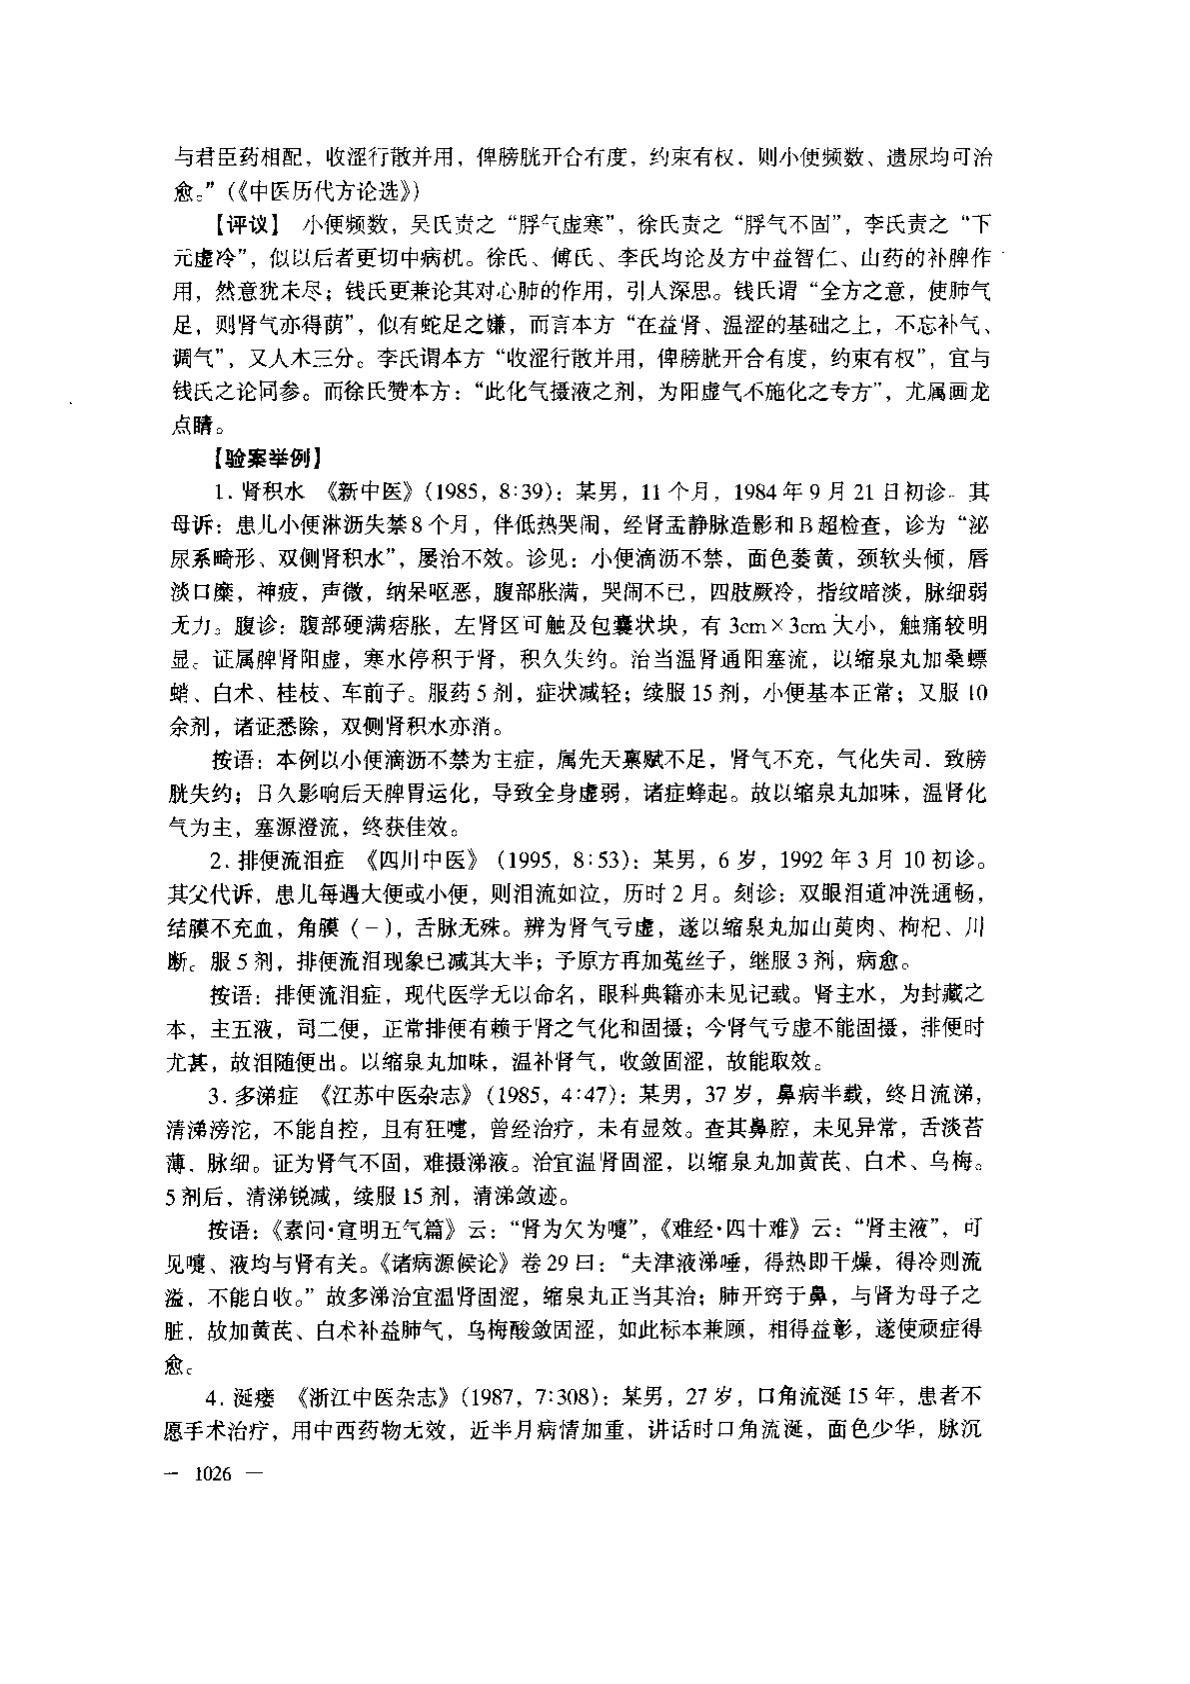 与君臣药相配，收涩行散并用，俾膀胱开合有度，约束有权．则小便频数、遗尿均可治
愈。”（《中医历代方论选》）
【评议】 小便频数，吴氏责之“脬气虚寒”，徐氏责之“脬气不固”，李氏责之“下
元虚冷”，似以后者更切中病机。徐氏、傅氏、李氏均论及方中益智仁、山药的补脾作
用，然意犹未尽；钱氏更兼论其对心肺的作用，引人深思。钱氏谓“全方之意，使肺气
足，则肾气亦得荫”，似有蛇足之嫌，而言本方“在益肾、温涩的基础之上，不忘补气、
调气”，又人木三分。李氏谓本方“收涩行散并用，俾膀胱开合有度，约束有权”，宜与
钱氏之论同参。而徐氏赞本方：“此化气摄液之剂，为阳虚气不施化之专方”，尤属画龙
点睛。
【验案举例】
1. 肾积水 《新中医》（1985，8:39）：某男，11个月，1984年9月21日初诊．其
母诉：患儿小便淋沥失禁8个月，伴低热哭闹，经肾盂静脉造影和B超检查，诊为“泌
尿系畸形、双侧肾积水”，屡治不效。诊见：小便滴沥不禁，面色萎黄，颈软头倾，唇
淡口糜，神疲，声微，纳呆呕恶，腹部胀满，哭闹不已，四肢厥冷，指纹暗淡，脉细弱
无力。腹诊：腹部硬满痞胀，左肾区可触及包囊状块，有3cm×3cm大小，触痛较明
显。证属脾肾阳虚，寒水停积于肾，积久失约。治当温肾通阳塞流，以缩泉丸加桑螵
蛸、白术、桂枝、车前子。服药5剂，症状减轻；续服15剂，小便基本正常；又服10
余剂，诸证悉除，双侧肾积水亦消。
按语：本例以小便滴沥不禁为主症，属先天禀赋不足，肾气不充，气化失司．致膀
胱失约；日久影响后天脾胃运化，导致全身虚弱，诸症蜂起。故以缩泉丸加味，温肾化
气为主，塞源澄流，终获佳效。
2. 排便流泪症 《四川中医》（1995，8:53）：某男，6岁，1992年3月10初诊。
其父代诉，患儿每遇大便或小便，则泪流如泣，历时2月。刻诊：双眼泪道冲洗通畅，
结膜不充血，角膜（－），舌脉无殊。辨为肾气亏虚，遂以缩泉丸加山萸肉、枸杞、川
断。服5剂，排便流泪现象已减其大半；予原方再加菟丝子，继服3剂，病愈。
按语：排便流泪症，现代医学无以命名，眼科典籍亦未见记载。肾主水，为封藏之
本，主五液，司二便，正常排便有赖于肾之气化和固摄；今肾气亏虚不能固摄，排便时
尤甚，故泪随便出。以缩泉丸加味，温补肾气，收敛固涩，故能取效。
3. 多涕症 《江苏中医杂志》（1985，4:47）：某男，37岁，鼻病半载，终日流涕，
清涕滂沱，不能自控，且有狂嚏，曾经治疗，未有显效。查其鼻腔，未见异常，舌淡苔
薄．脉细。证为肾气不固，难摄涕液。治宜温肾固涩，以缩泉丸加黄芪、白术、乌梅。
5剂后，清涕锐减，续服15剂，清涕敛迹。
按语：《素问·宣明五气篇》云：“肾为欠为嚏”，《难经·四十难》云：“肾主液”，可
见嚏、液均与肾有关。《诸病源候论》卷29曰：“夫津液涕唾，得热即干燥，得冷则流
溢．不能自收。”故多涕治宜温肾固涩，缩泉丸正当其治；肺开窍于鼻，与肾为母子之
脏．故加黄芪、白术补益肺气，乌梅酸敛固涩，如此标本兼顾，相得益彰，遂使顽症得
愈。
4. 涎瘘 《浙江中医杂志》（1987，7:308）：某男，27岁，口角流涎15年，患者不
愿手术治疗，用中西药物无效，近半月病情加重，讲话时口角流涎，面色少华，脉沉
— 1026 —